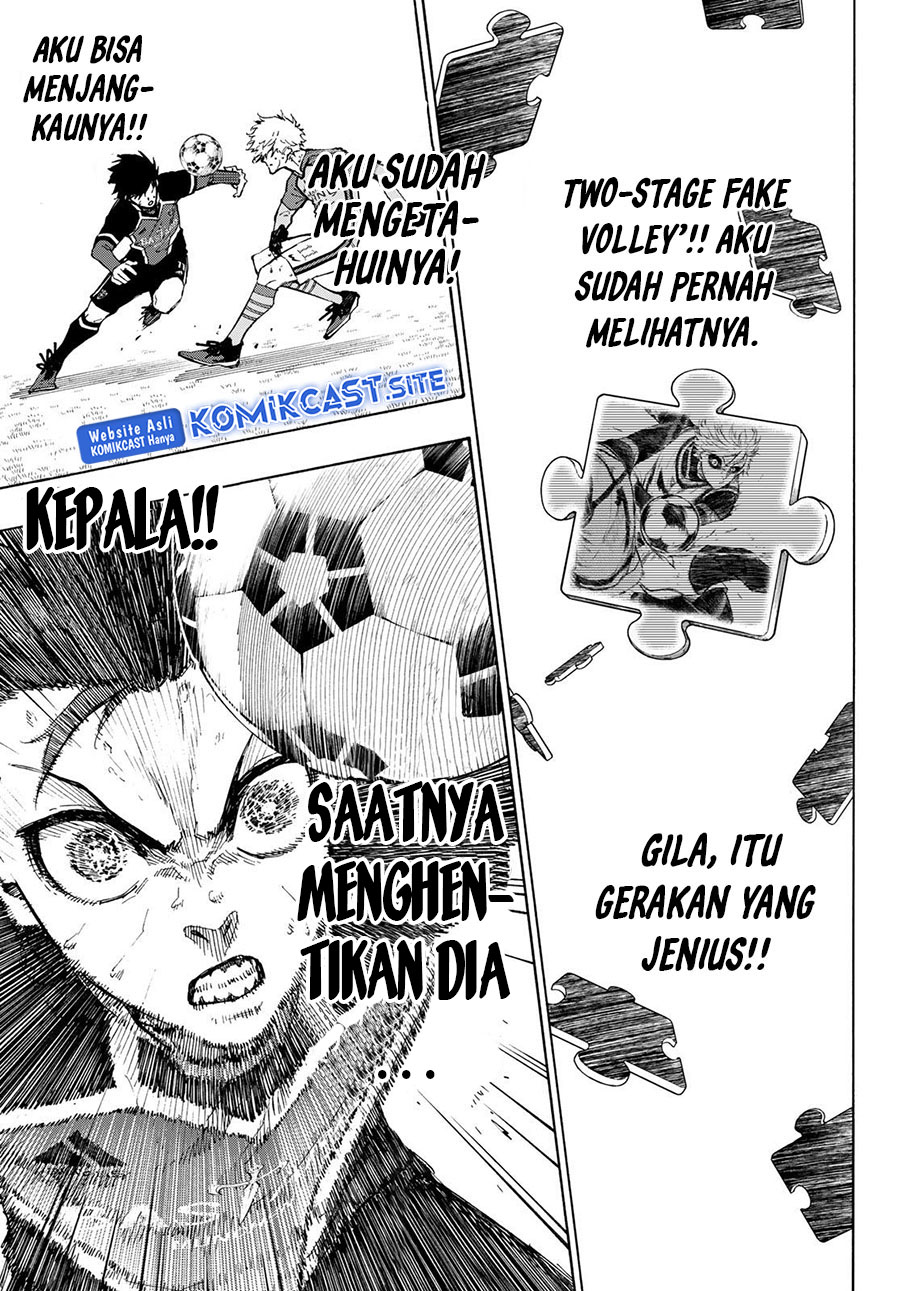 TWO-STAGE FAKE
VOLLEY'!! AKU
SUDAH PERNAH
MELIHATNYA.
GILA, ITU
GERAKAN YANG
JENIUS!!
AKU BISA
MENJANG-
KAUNYA!!
AKU SUDAH
MENGETA-
HUINYA!
Website Asli
KOMIKCAST Hanya
KOMIKCAST.SITE
KEPALA!!
SAATNYA
MENGHEN-
TIKAN DIA
...